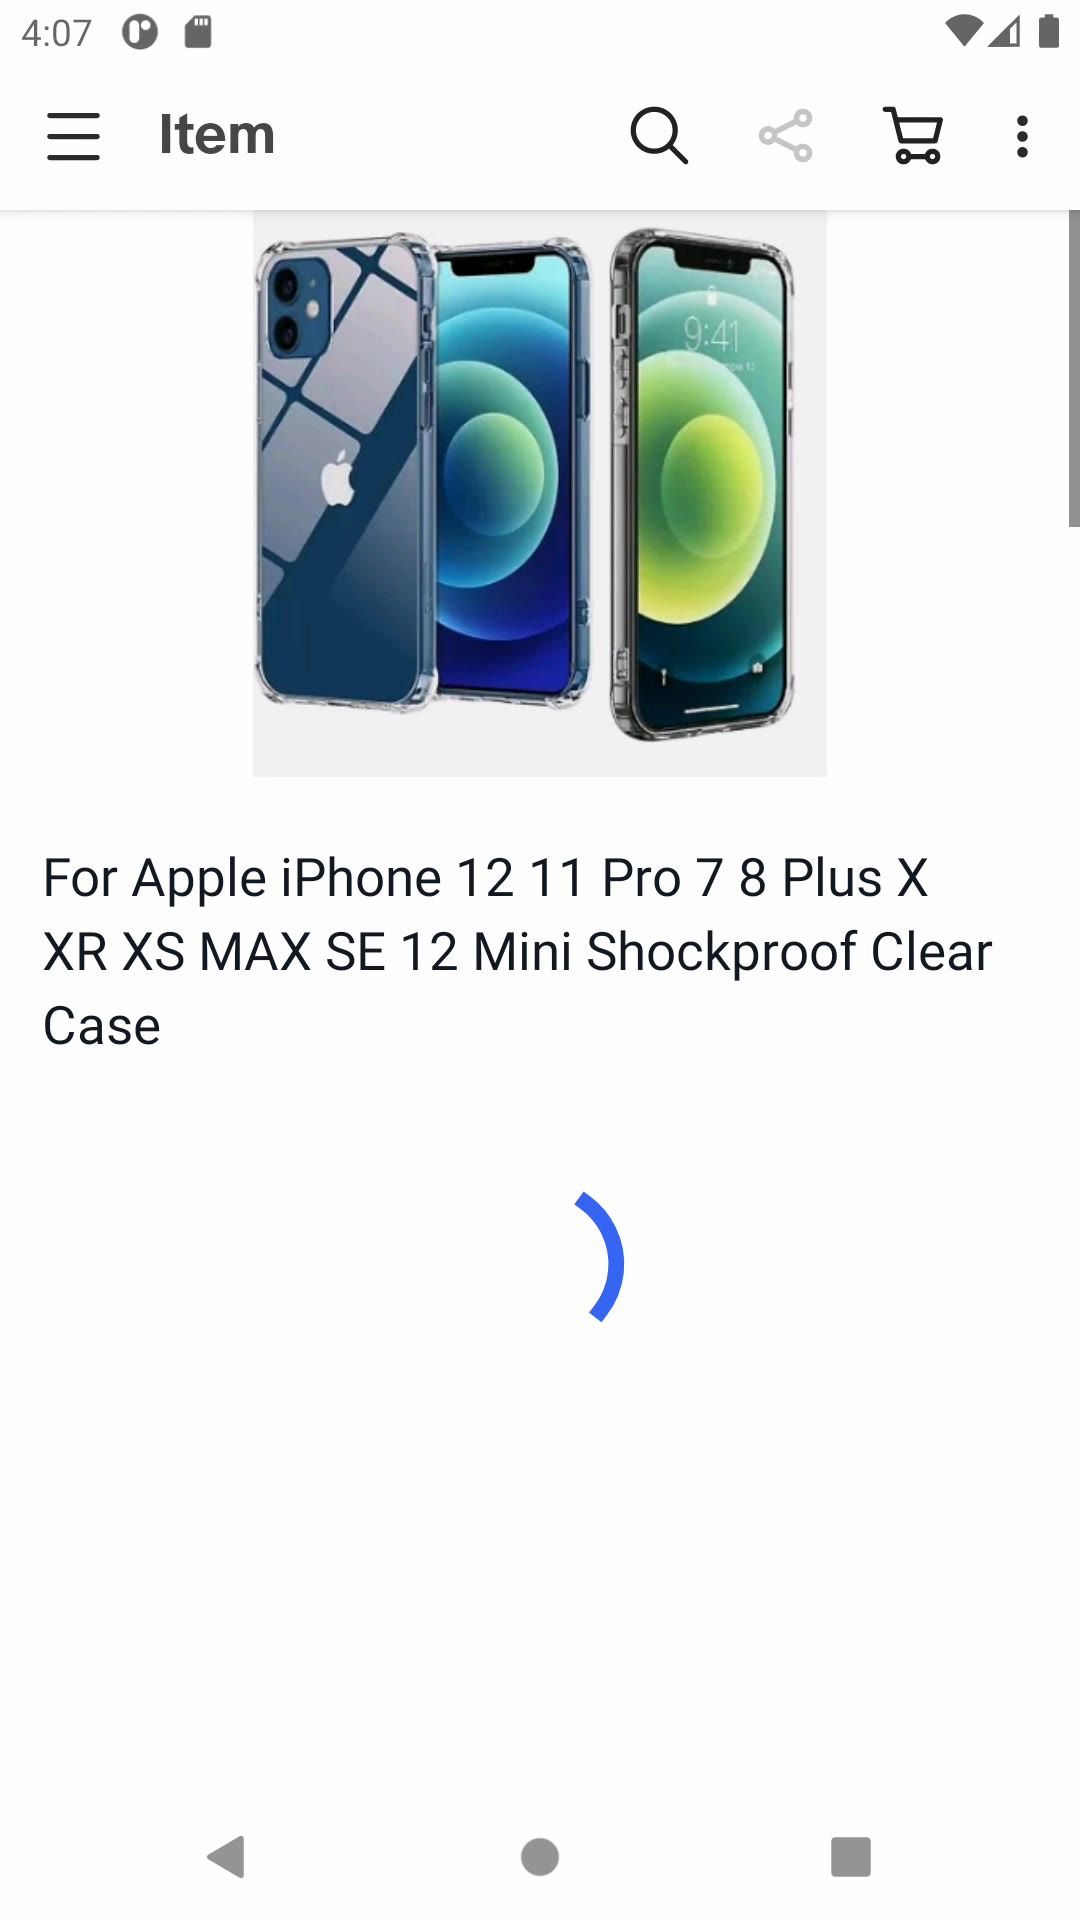 4:07
Item
9:41
For Apple iPhone 12 11 Pro 7 8 Plus X
XR XS MAX SE 12 Mini Shockproof Clear
Case